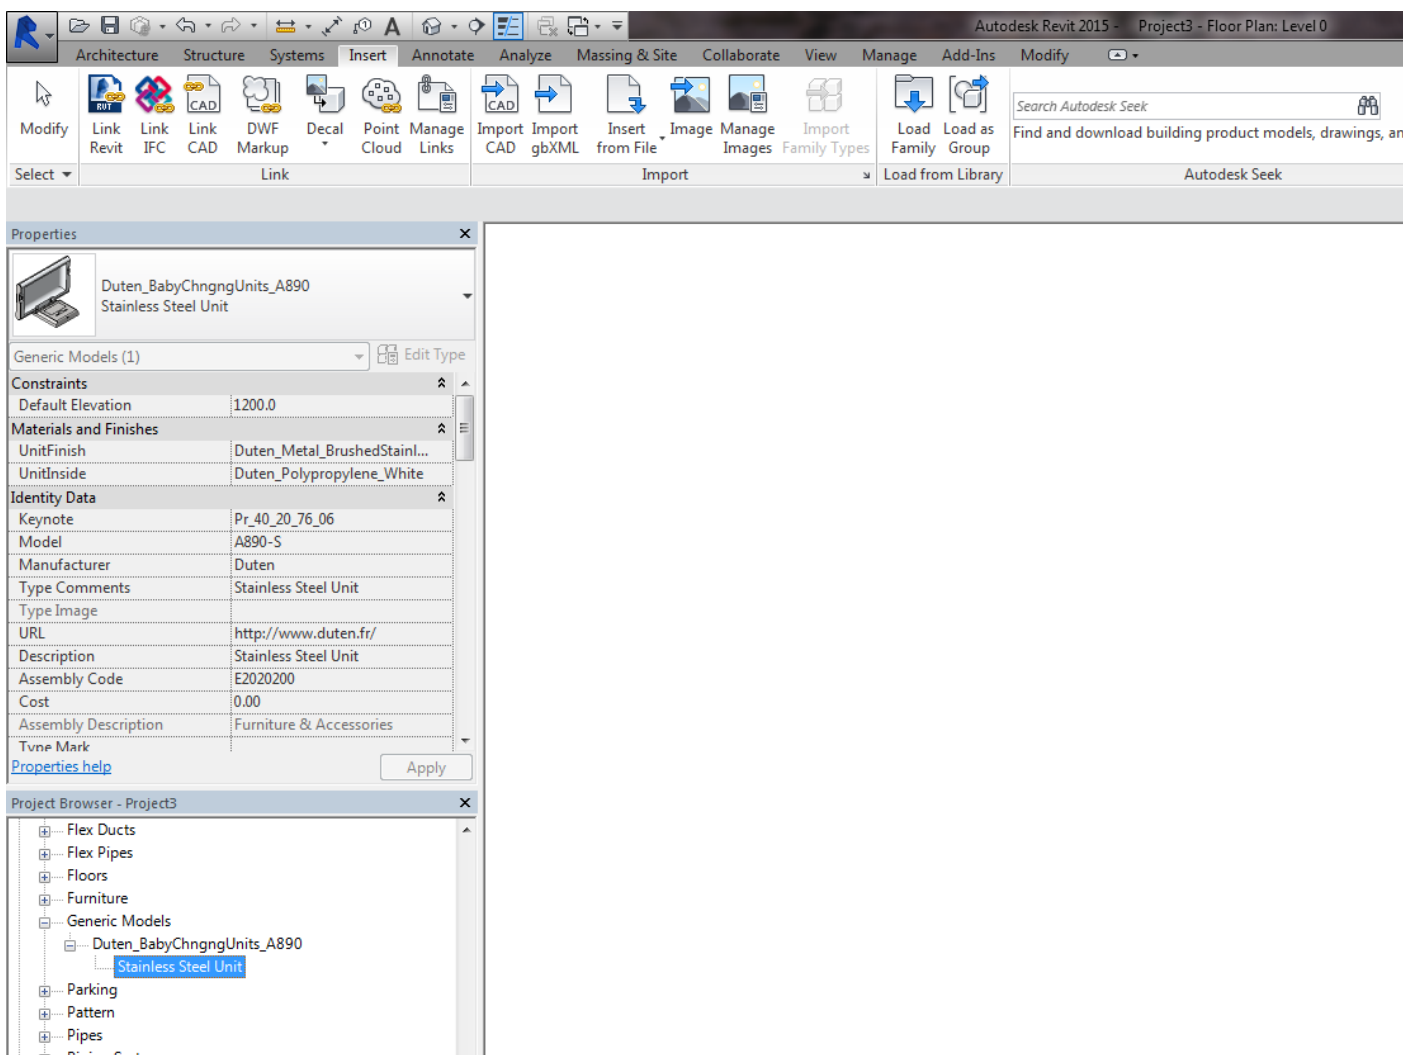 Autodesk Revit 2015 - Project3 - Floor Plan: Level 0
Architecture Structure Systems Insert Annotate Analyze Massing & Site Collaborate View Manage Add-Ins Modify
Modify
Link Revit
Link IFC
Link CAD
DWF Markup
Decal
Point Cloud
Manage Links
Import CAD
Import gbXML
Insert from File
Image
Manage Images
Import Family Types
Load Family
Load as Group
Search Autodesk Seek
Find and download building product models, drawings, an
Select
Link
Import
Load from Library
Autodesk Seek
Properties
Duten_BabyChngngUnits_A890
Stainless Steel Unit
Generic Models (1) Edit Type
Constraints
Default Elevation 1200.0
Materials and Finishes
UnitFinish Duten_Metal_BrushedStainl...
UnitInside Duten_Polypropylene_White
Identity Data
Keynote Pr_40_20_76_06
Model A890-S
Manufacturer Duten
Type Comments Stainless Steel Unit
Type Image
URL http://www.duten.fr/
Description Stainless Steel Unit
Assembly Code E2020200
Cost 0.00
Assembly Description Furniture & Accessories
Type Mark
Properties help Apply
Project Browser - Project3
Flex Ducts
Flex Pipes
Floors
Furniture
Generic Models
Duten_BabyChngngUnits_A890
Stainless Steel Unit
Parking
Pattern
Pipes